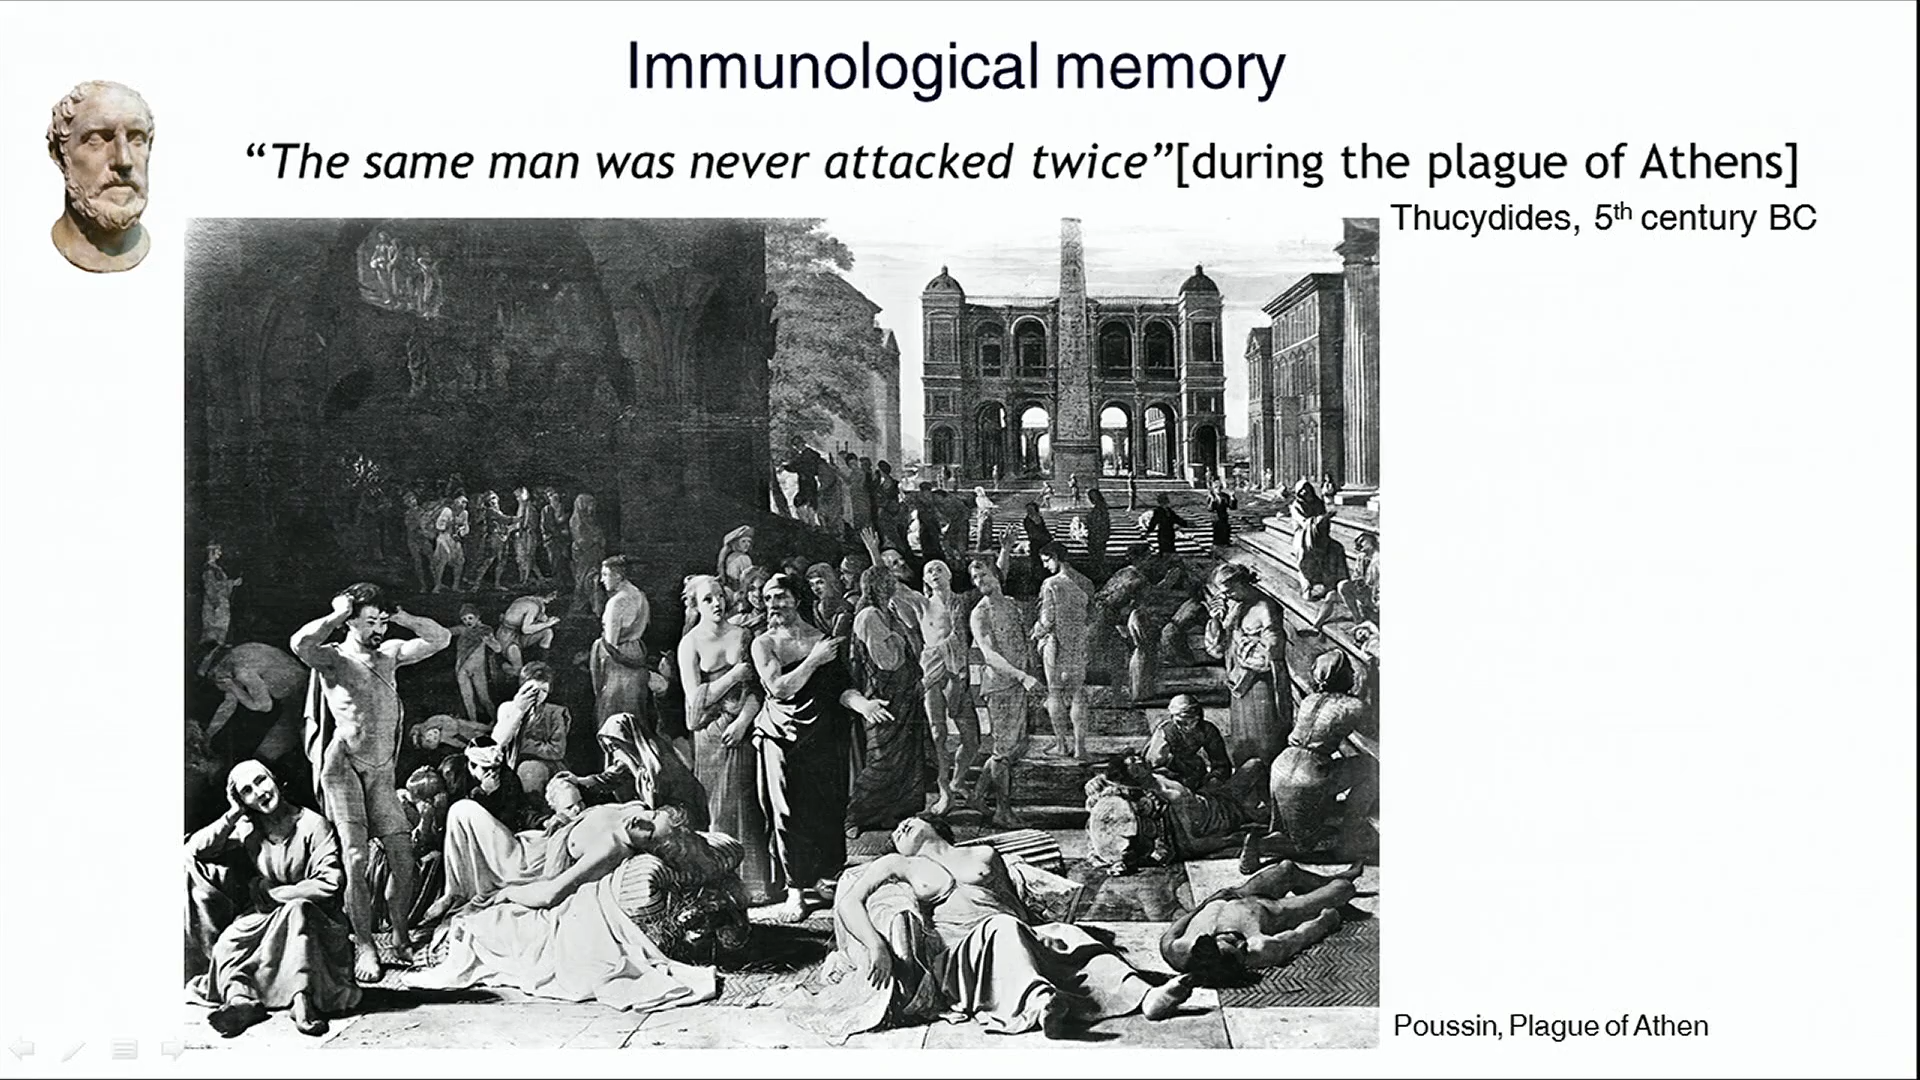 Immunological memory
“The same man was never attacked twice”[during the plague of Athens]
Thucydides, 5th century BC
Poussin, Plague of Athen